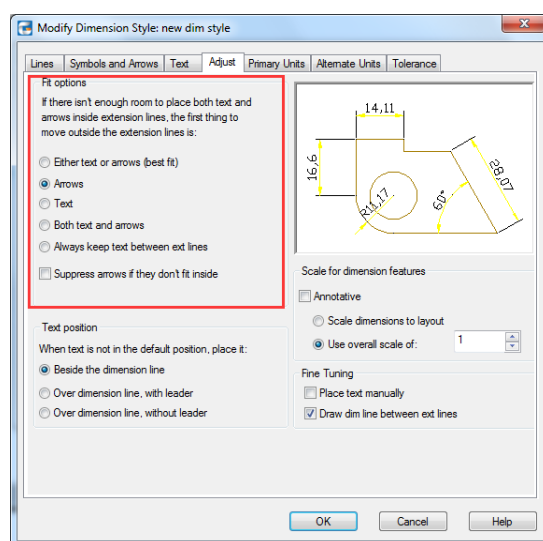 Modify Dimension Style: new dim style
Lines Symbols and Arrows Text Adjust Primary Units Alternate Units Tolerance
Fit options
If there isn't enough room to place both text and
arrows inside extension lines, the first thing to
move outside the extension lines is:
Either text or arrows (best fit)
Arrows
Text
Both text and arrows
Always keep text between ext lines
Suppress arrows if they don't fit inside
Text position
When text is not in the default position, place it:
Beside the dimension line
Over dimension line, with leader
Over dimension line, without leader
14,11
16,6
28,07
R11,17
60°
Scale for dimension features
Annotative
Scale dimensions to layout
Use overall scale of: 1
Fine Tuning
Place text manually
Draw dim line between ext lines
OK Cancel Help